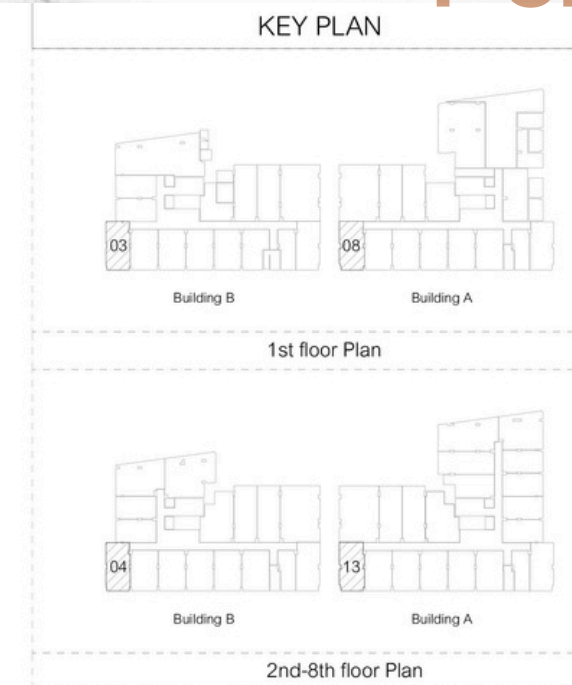 KEY PLAN
03
08
Building B
Building A
1st floor Plan
04
13
Building B
Building A
2nd-8th floor Plan